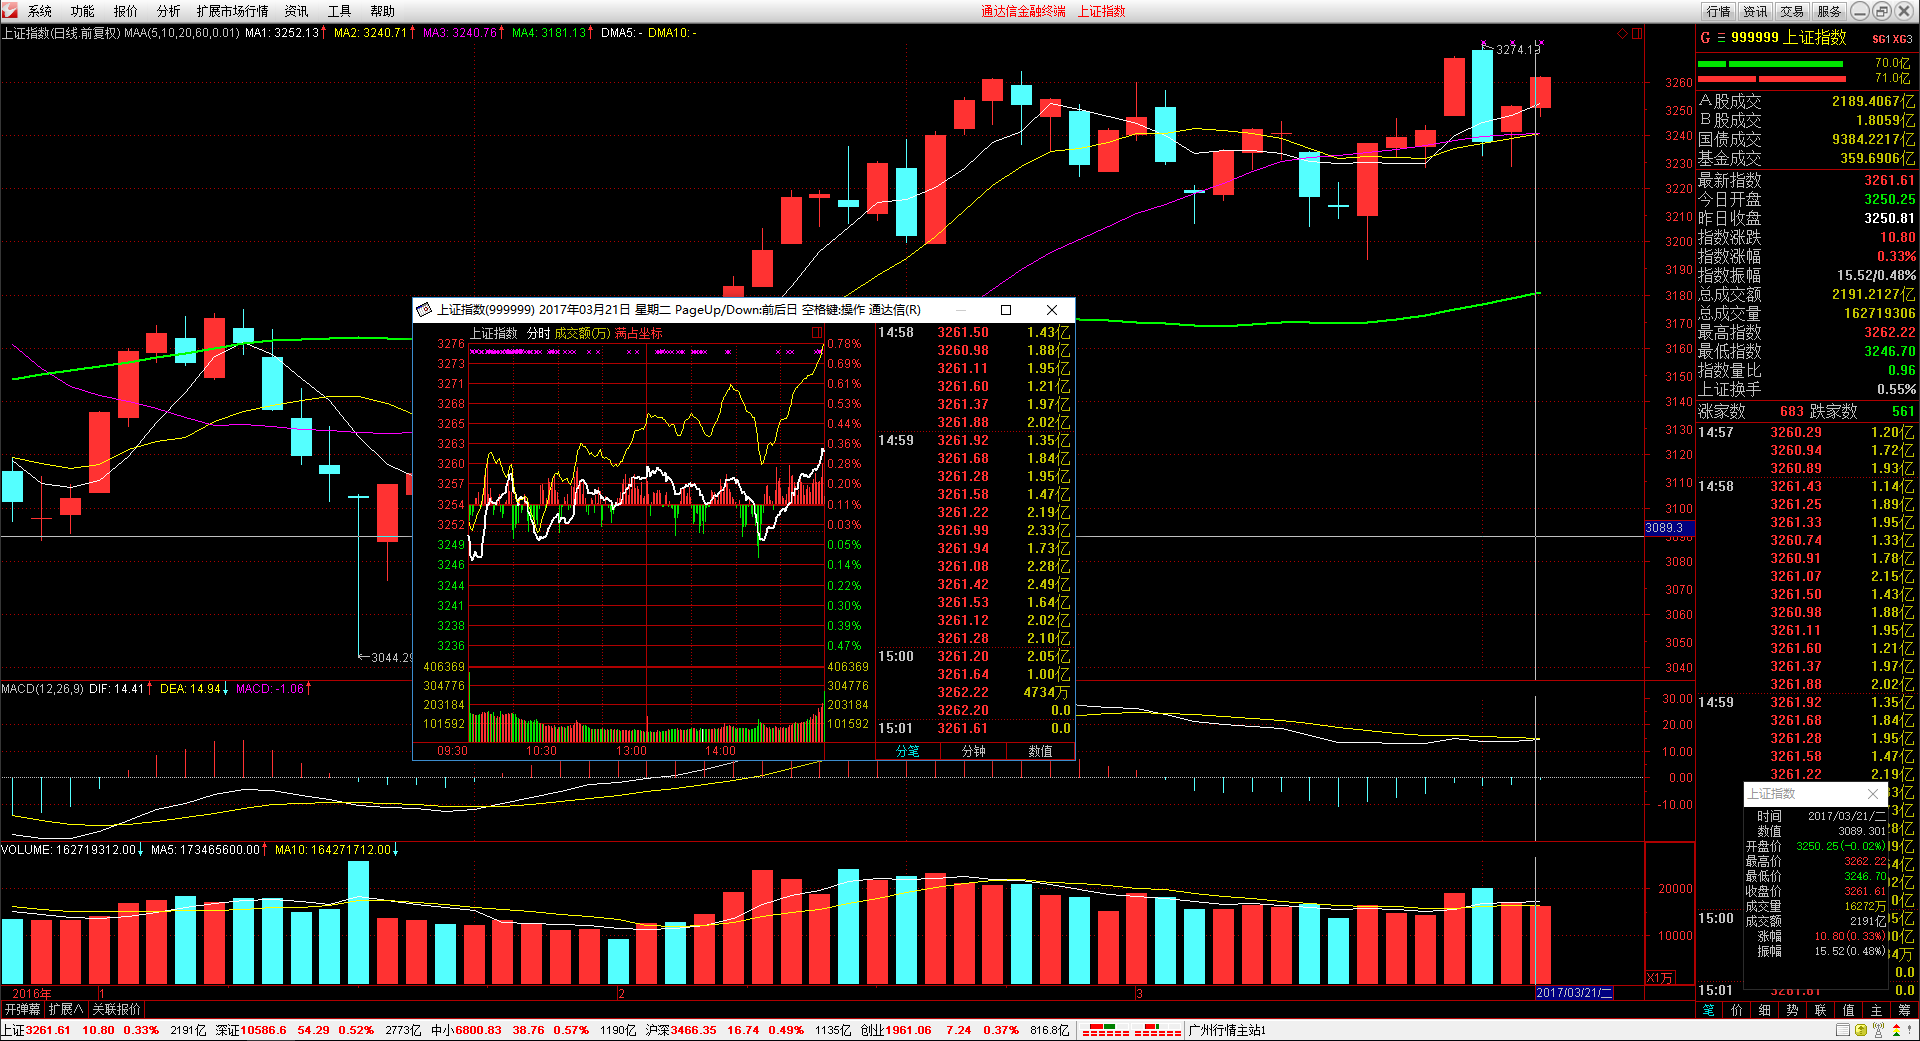 系统 功能 报价 分析 扩展市场行情 资讯 工具 帮助 通达信金融终端 上证指数 行情 资讯 交易 服务
上证指数(日线.前复权) MAA(5,10,20,60,0.01) MA1: 3252.13↑ MA2: 3240.71↑ MA3: 3240.76↑ MA4: 3181.13↑ DMA5: - DMA10: -
3274.13
3260
3250
3240
3230
3220
3210
3200
3190
3180
3170
3160
3150
3140
3130
3120
3110
3100
3089.3
3080
3070
3060
3050
3040
←3044.29
MACD(12,26,9) DIF: 14.41↑ DEA: 14.94↓ MACD: -1.06↑
30.00
20.00
10.00
0.00
-10.00
VOLUME: 162719312.00↓ MA5: 173465600.00↑ MA10: 164271712.00↓
20000
10000
X1万
2016年 1 2 3 2017/03/21/二
开弹幕 扩展∧ 关联报价
上证指数(999999) 2017年03月21日 星期二 PageUp/Down:前后日 空格键:操作 通达信(R)
上证指数 分时 成交额(万) 满占坐标
3276 0.78%
3273 0.69%
3271 0.61%
3268 0.53%
3265 0.44%
3263 0.36%
3260 0.28%
3257 0.20%
3254 0.11%
3252 0.03%
3249 0.05%
3246 0.14%
3244 0.22%
3241 0.30%
3238 0.39%
3236 0.47%
406369 406369
304776 304776
203184 203184
101592 101592
09:30 10:30 13:00 14:00
14:58 3261.50 1.43亿
3260.98 1.88亿
3261.11 1.95亿
3261.60 1.21亿
3261.37 1.97亿
3261.88 2.02亿
14:59 3261.92 1.35亿
3261.68 1.84亿
3261.28 1.95亿
3261.58 1.47亿
3261.22 2.19亿
3261.99 2.33亿
3261.94 1.73亿
3261.08 2.28亿
3261.42 2.49亿
3261.53 1.64亿
3261.12 2.02亿
3261.28 2.10亿
15:00 3261.20 2.05亿
3261.64 1.00亿
3262.22 4734万
3262.20 0.0
15:01 3261.61 0.0
分笔 分钟 数值
G 999999 上证指数 SG1 XG3
70.0亿
71.0亿
A股成交 2189.4067亿
B股成交 1.8059亿
国债成交 9384.2217亿
基金成交 359.6906亿
最新指数 3261.61
今日开盘 3250.25
昨日收盘 3250.81
指数涨跌 10.80
指数涨幅 0.33%
指数振幅 15.52/0.48%
总成交额 2191.2127亿
总成交量 162719306
最高指数 3262.22
最低指数 3246.70
指数量比 0.96
上证换手 0.55%
涨家数 683 跌家数 561
14:57 3260.29 1.20亿
3260.94 1.72亿
3260.89 1.93亿
14:58 3261.43 1.14亿
3261.25 1.89亿
3261.33 1.95亿
3260.74 1.33亿
3260.91 1.78亿
3261.07 2.15亿
3261.50 1.43亿
3260.98 1.88亿
3261.11 1.95亿
3261.60 1.21亿
3261.37 1.97亿
3261.88 2.02亿
14:59 3261.92 1.35亿
3261.68 1.84亿
3261.28 1.95亿
3261.58 1.47亿
3261.22 2.19亿
15:00
15:01 3261.61 0.0
上证指数
时间 2017/03/21/二
数值 3089.301
开盘价 3250.25(-0.02%)
最高价 3262.22
最低价 3246.70
收盘价 3261.61
成交量 16272万
成交额 2191亿
涨幅 10.80(0.33%)
振幅 15.52(0.48%)
笔 价 细 势 联 值 主 筹
上证3261.61 10.80 0.33% 2191亿 深证10586.6 54.29 0.52% 2773亿 中小6800.83 38.76 0.57% 1190亿 沪深3466.35 16.74 0.49% 1135亿 创业1961.06 7.24 0.37% 816.8亿 广州行情主站1